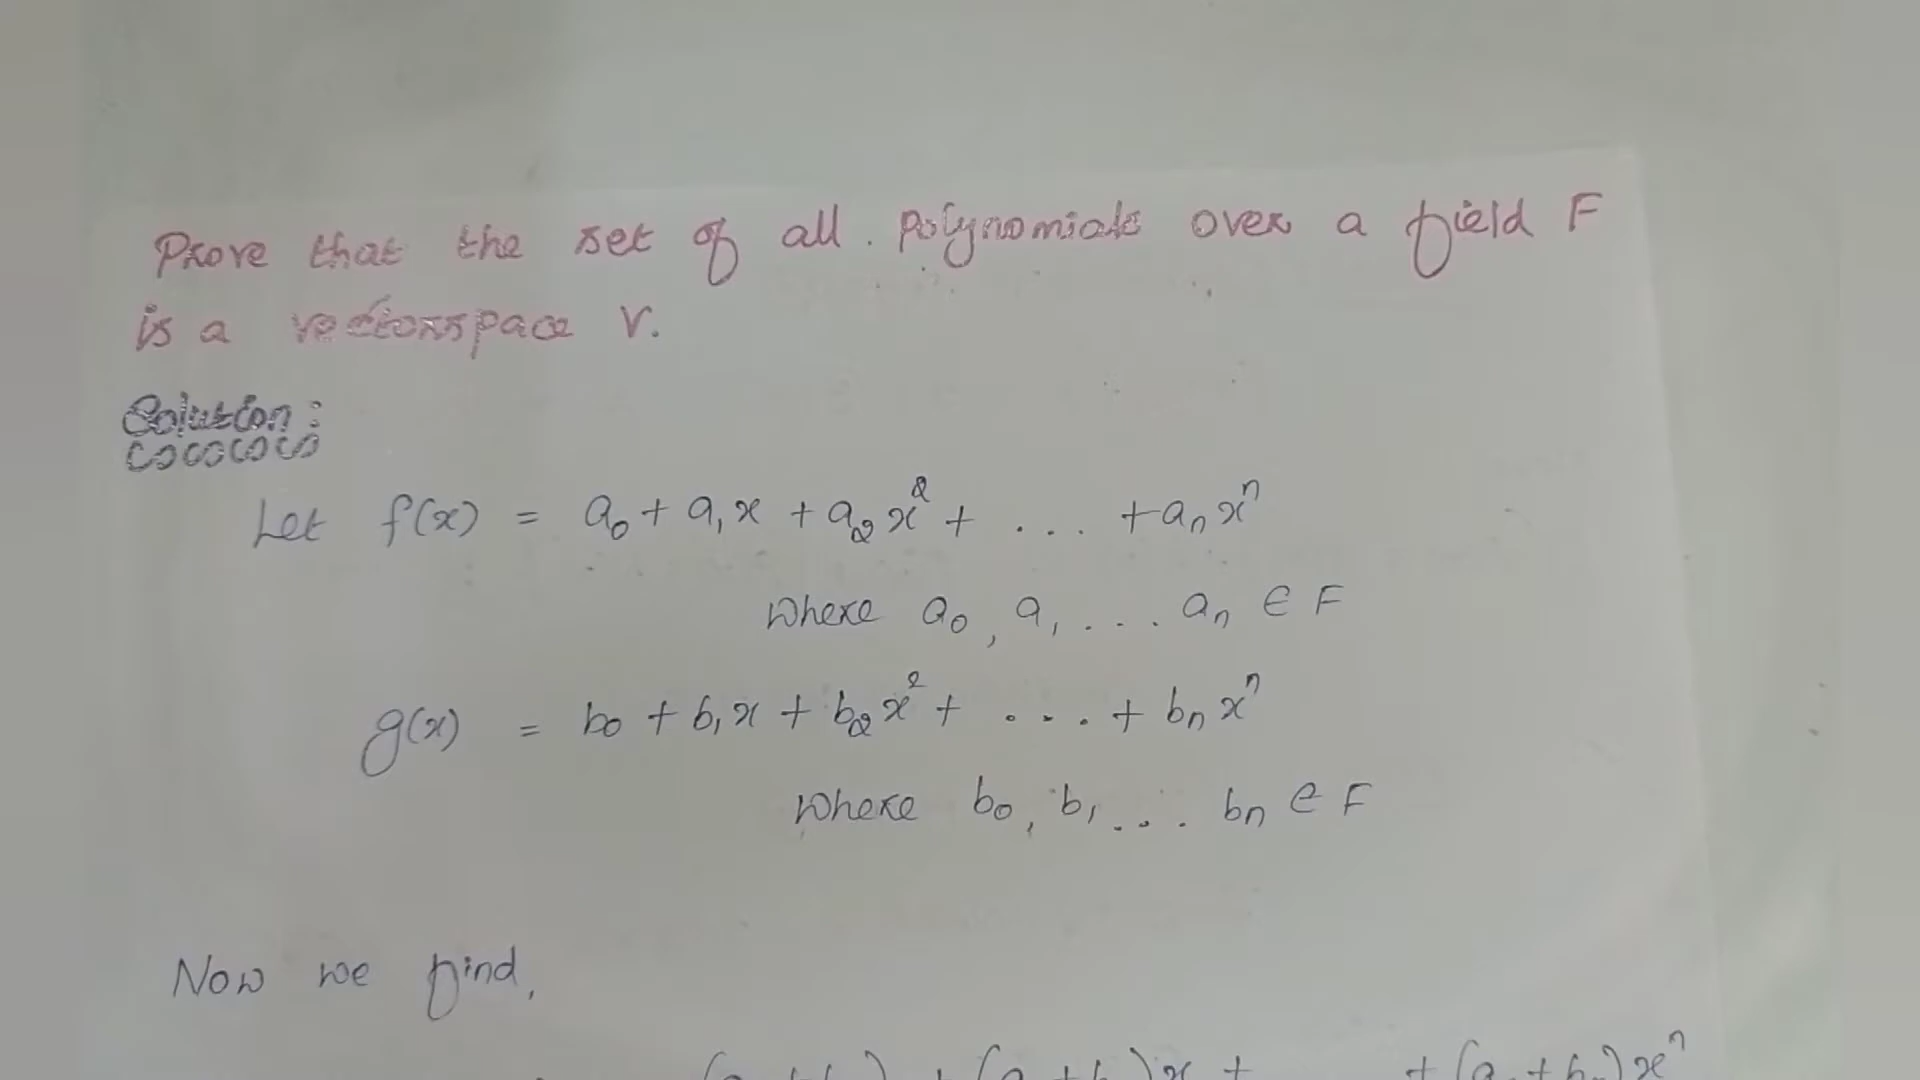 Prove that the set of all . Polynomials over a field F
is a vectorspace V.
Solution :
Let f(x) = a₀ + a₁x + a₂x² + ... + aₙxⁿ
where a₀, a₁ ... aₙ ∈ F
g(x) = b₀ + b₁x + b₂x² + .... + bₙxⁿ
where b₀, b₁ ... bₙ ∈ F
Now we find,